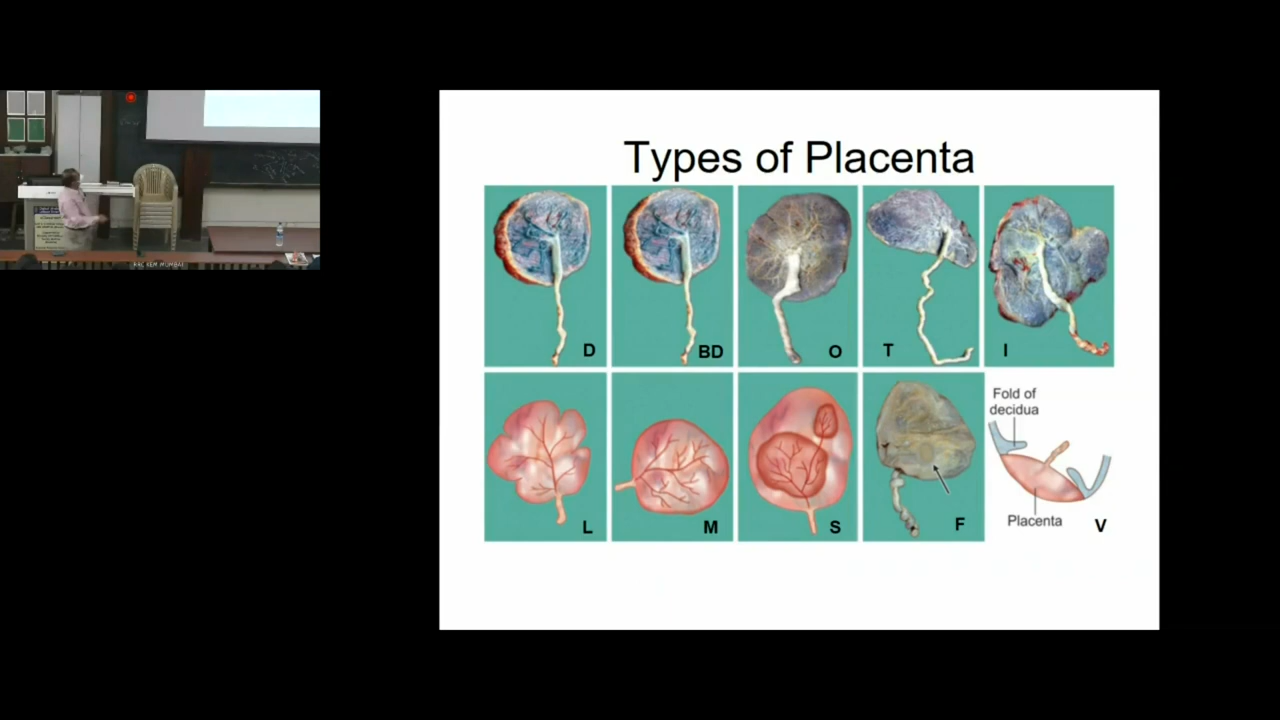 Types of Placenta
D
BD
O
T
I
Fold of
decidua
L
M
S
F
Placenta
V